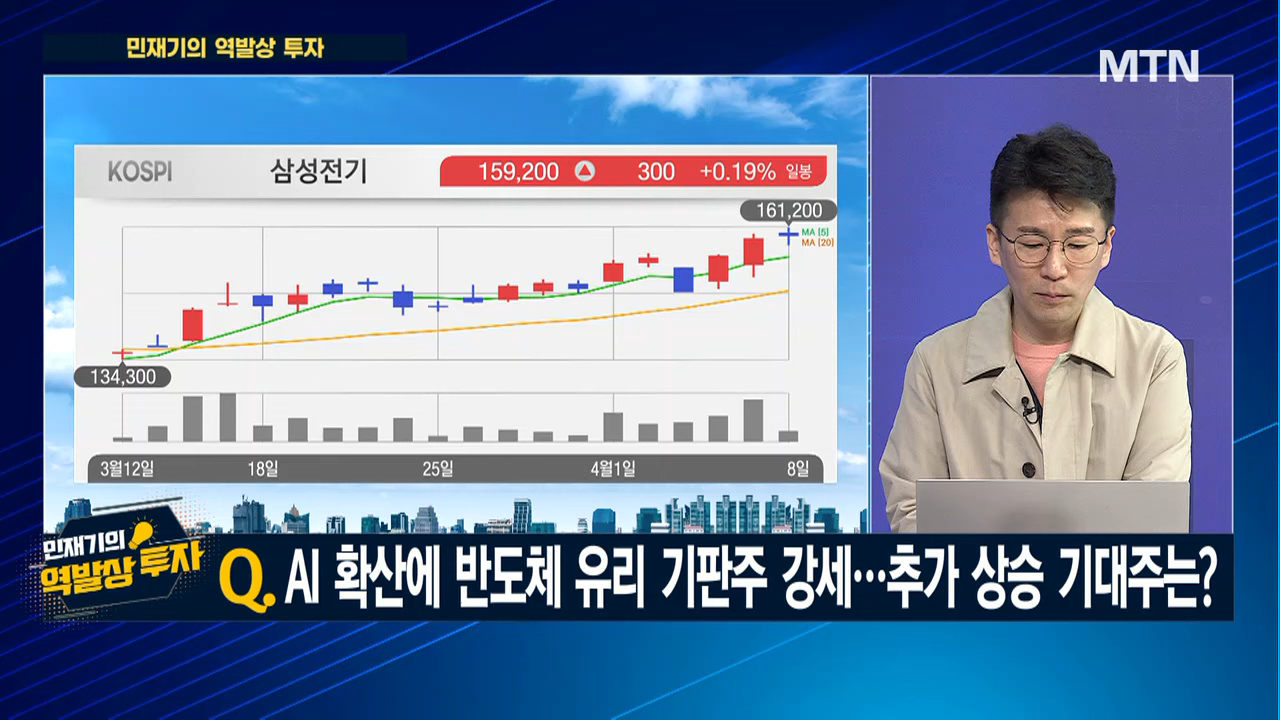 민재기의 역발상 투자
MTN
KOSPI 삼성전기 159,200 300 +0.19% 일봉
161,200
MA [5]
MA [20]
134,300
3월12일 18일 25일 4월1일 8일
민재기의
역발상 투자
Q. AI 확산에 반도체 유리 기판주 강세…추가 상승 기대주는?